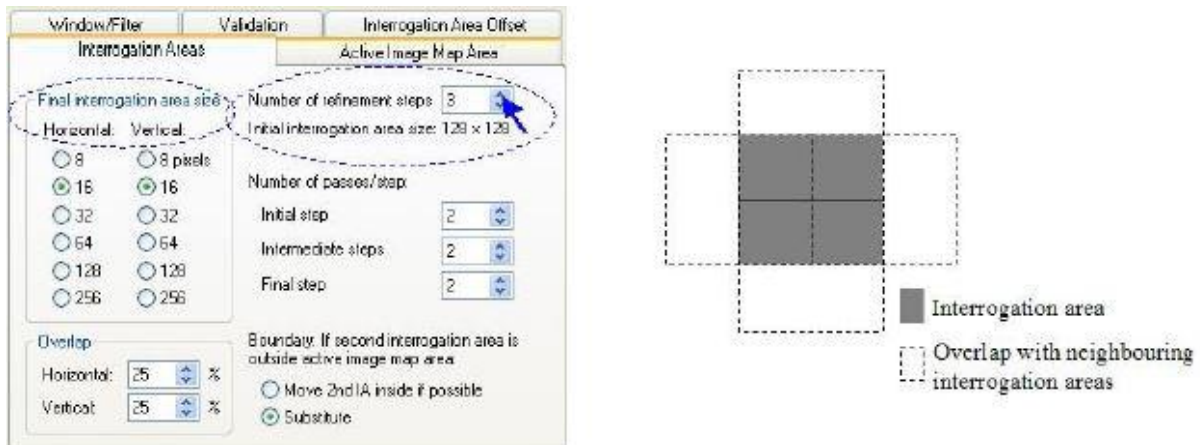 Window/Filter Validation Interrogation Area Offset
Interrogation Areas Active Image Map Area
Final interrogation area size
Horizontal: Vertical:
8 8 pixels
16 16
32 32
64 64
128 128
256 256
Overlap
Horizontal: 25 %
Vertical: 25 %
Number of refinement steps 3
Initial interrogation area size: 128 x 128
Number of passes/step:
Initial step 2
Intermediate steps 2
Final step 2
Boundary: If second interrogation area is
outside active image map area
Move 2nd IA inside if possible
Substitute
Interrogation area
Overlap with neighbouring
interrogation areas